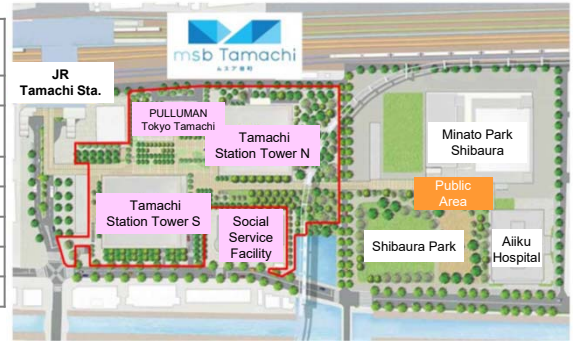 msb Tamachi
ムスブ田町
JR
Tamachi Sta.
PULLUMAN
Tokyo Tamachi
Tamachi
Station Tower N
Minato Park
Shibaura
Public
Area
Tamachi
Station Tower S
Social
Service
Facility
Shibaura Park
Aiiku
Hospital